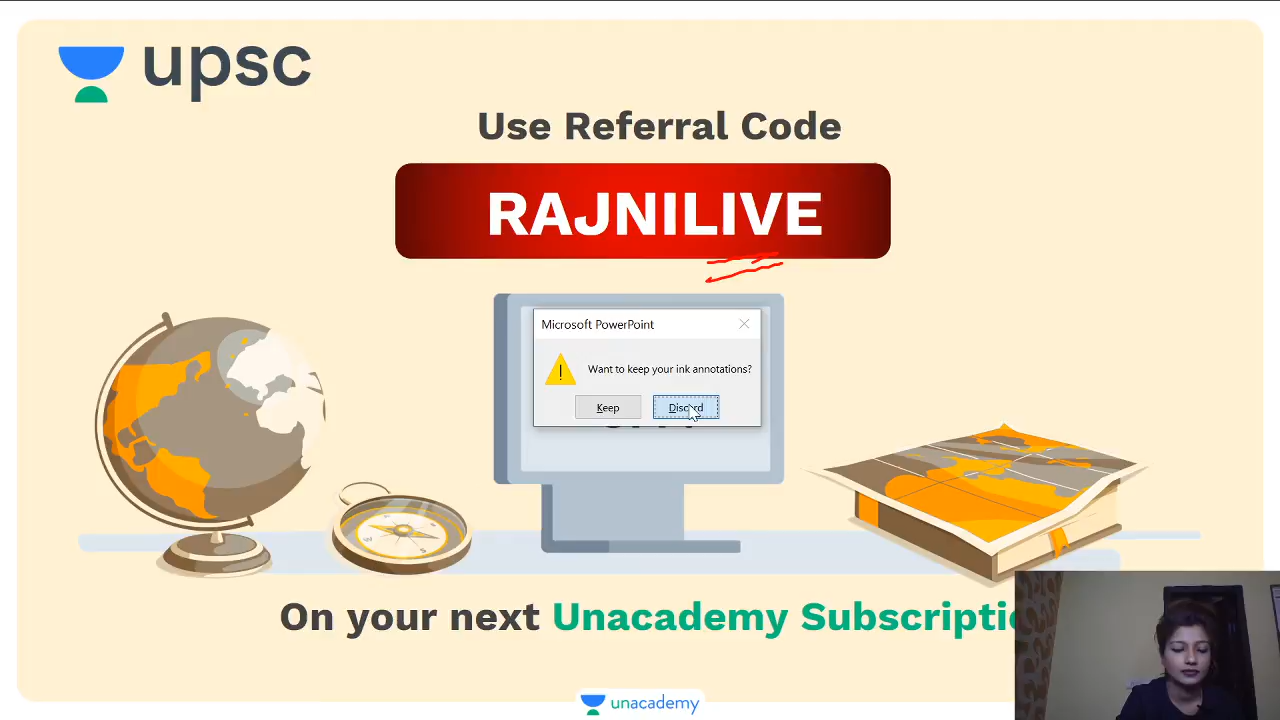 upsc
Use Referral Code
RAJNILIVE
Microsoft PowerPoint
Want to keep your ink annotations?
Keep
Discard
On your next Unacademy Subscriptio
unacademy